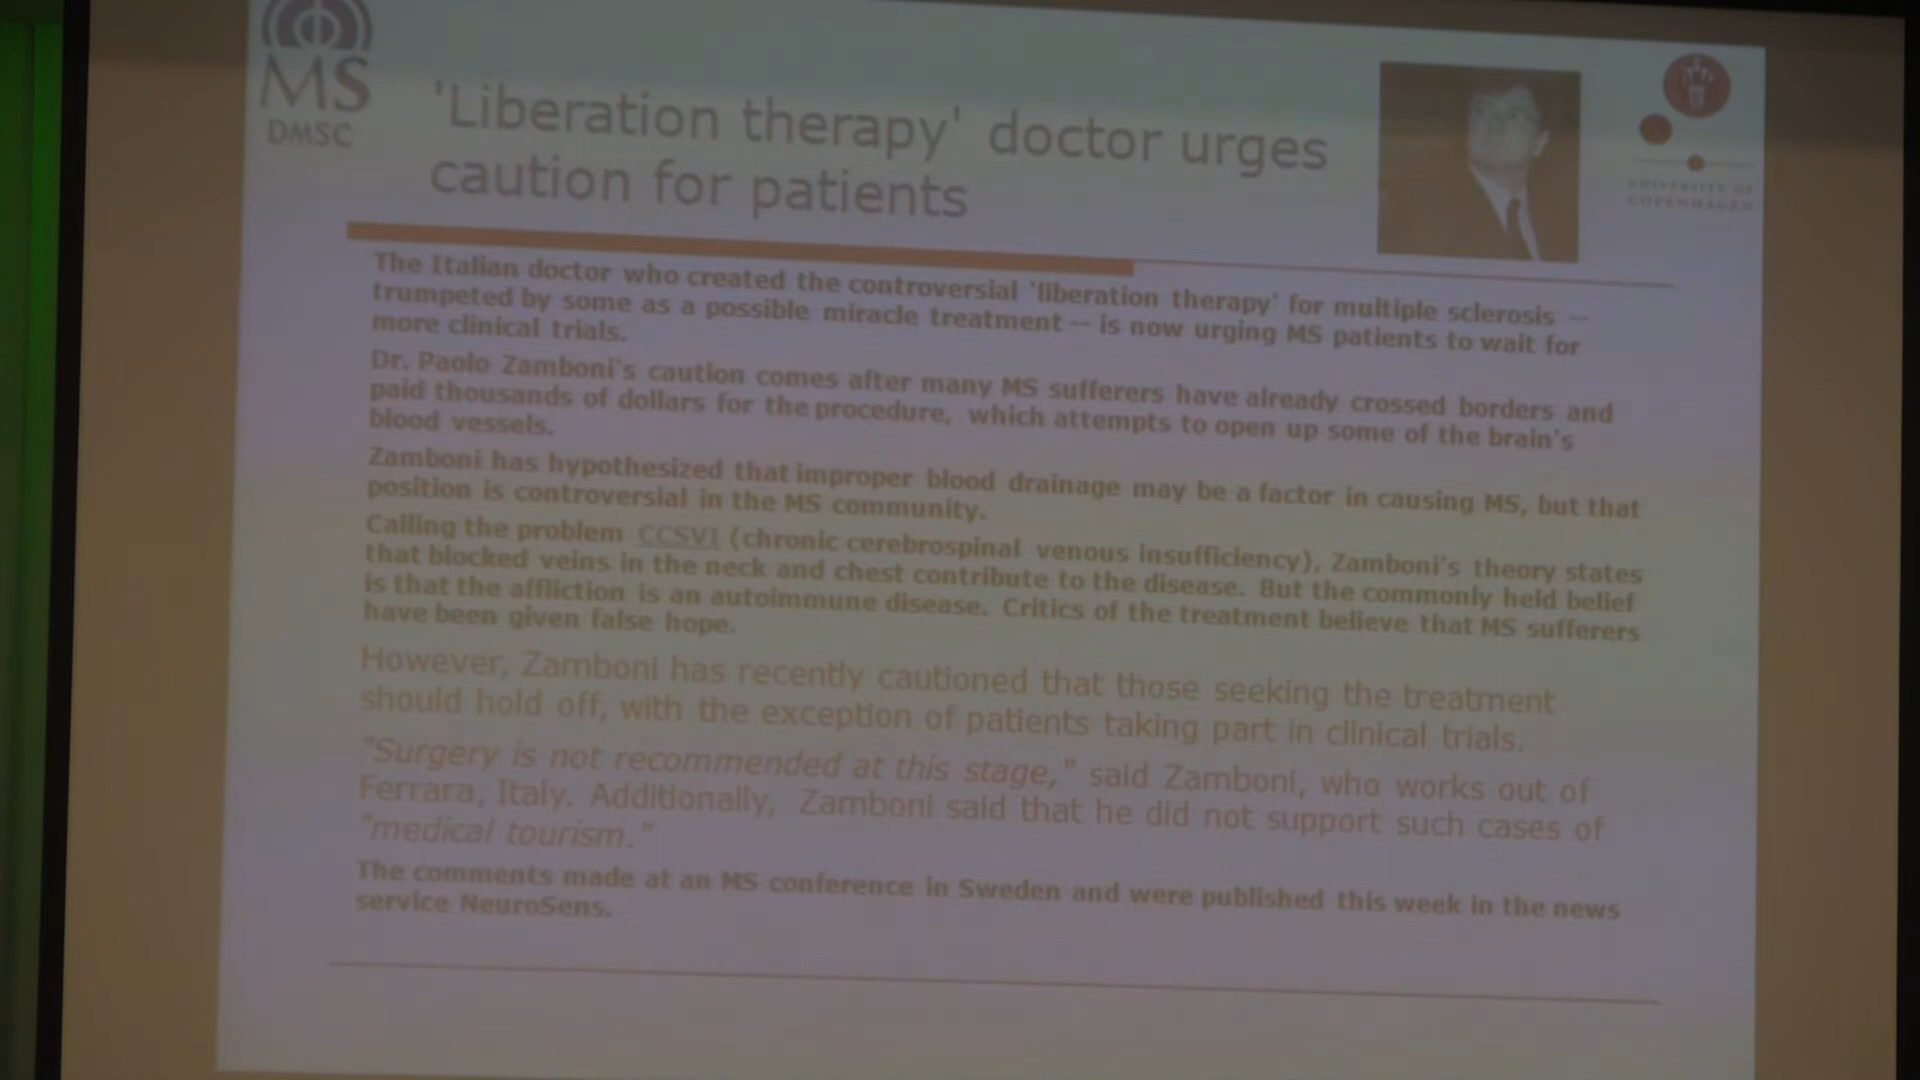 MS
DMSC
'Liberation therapy' doctor urges
caution for patients
UNIVERSITY OF
COPENHAGEN
The Italian doctor who created the controversial 'liberation therapy' for multiple sclerosis --
trumpeted by some as a possible miracle treatment -- is now urging MS patients to wait for
more clinical trials.
Dr. Paolo Zamboni's caution comes after many MS sufferers have already crossed borders and
paid thousands of dollars for the procedure, which attempts to open up some of the brain's
blood vessels.
Zamboni has hypothesized that improper blood drainage may be a factor in causing MS, but that
position is controversial in the MS community.
Calling the problem CCSVI (chronic cerebrospinal venous insufficiency), Zamboni's theory states
that blocked veins in the neck and chest contribute to the disease. But the commonly held belief
is that the affliction is an autoimmune disease. Critics of the treatment believe that MS sufferers
have been given false hope.
However, Zamboni has recently cautioned that those seeking the treatment
should hold off, with the exception of patients taking part in clinical trials.
"Surgery is not recommended at this stage," said Zamboni, who works out of
Ferrara, Italy. Additionally, Zamboni said that he did not support such cases of
"medical tourism."
The comments made at an MS conference in Sweden and were published this week in the news
service NeuroSens.